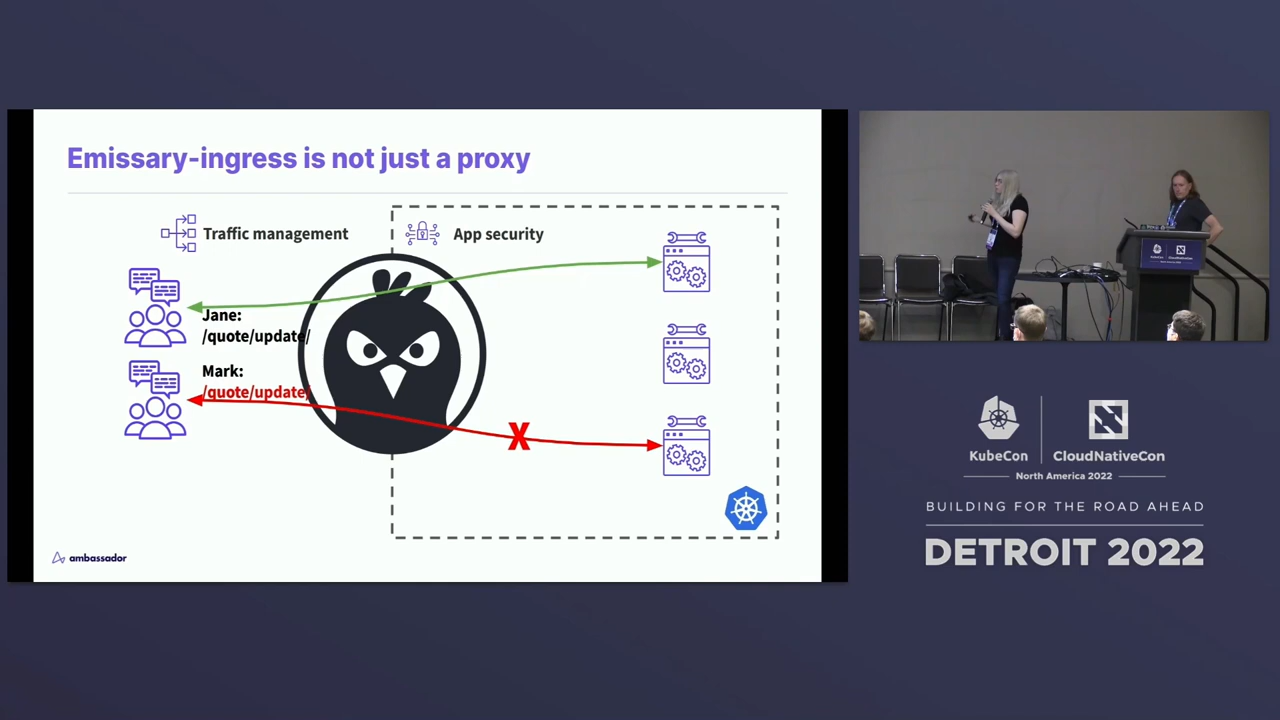 Emissary-ingress is not just a proxy
Traffic management
App security
Jane:
/quote/update/
Mark:
/quote/update/
X
ambassador
KubeCon
CloudNativeCon
North America 2022
BUILDING FOR THE ROAD AHEAD
DETROIT 2022